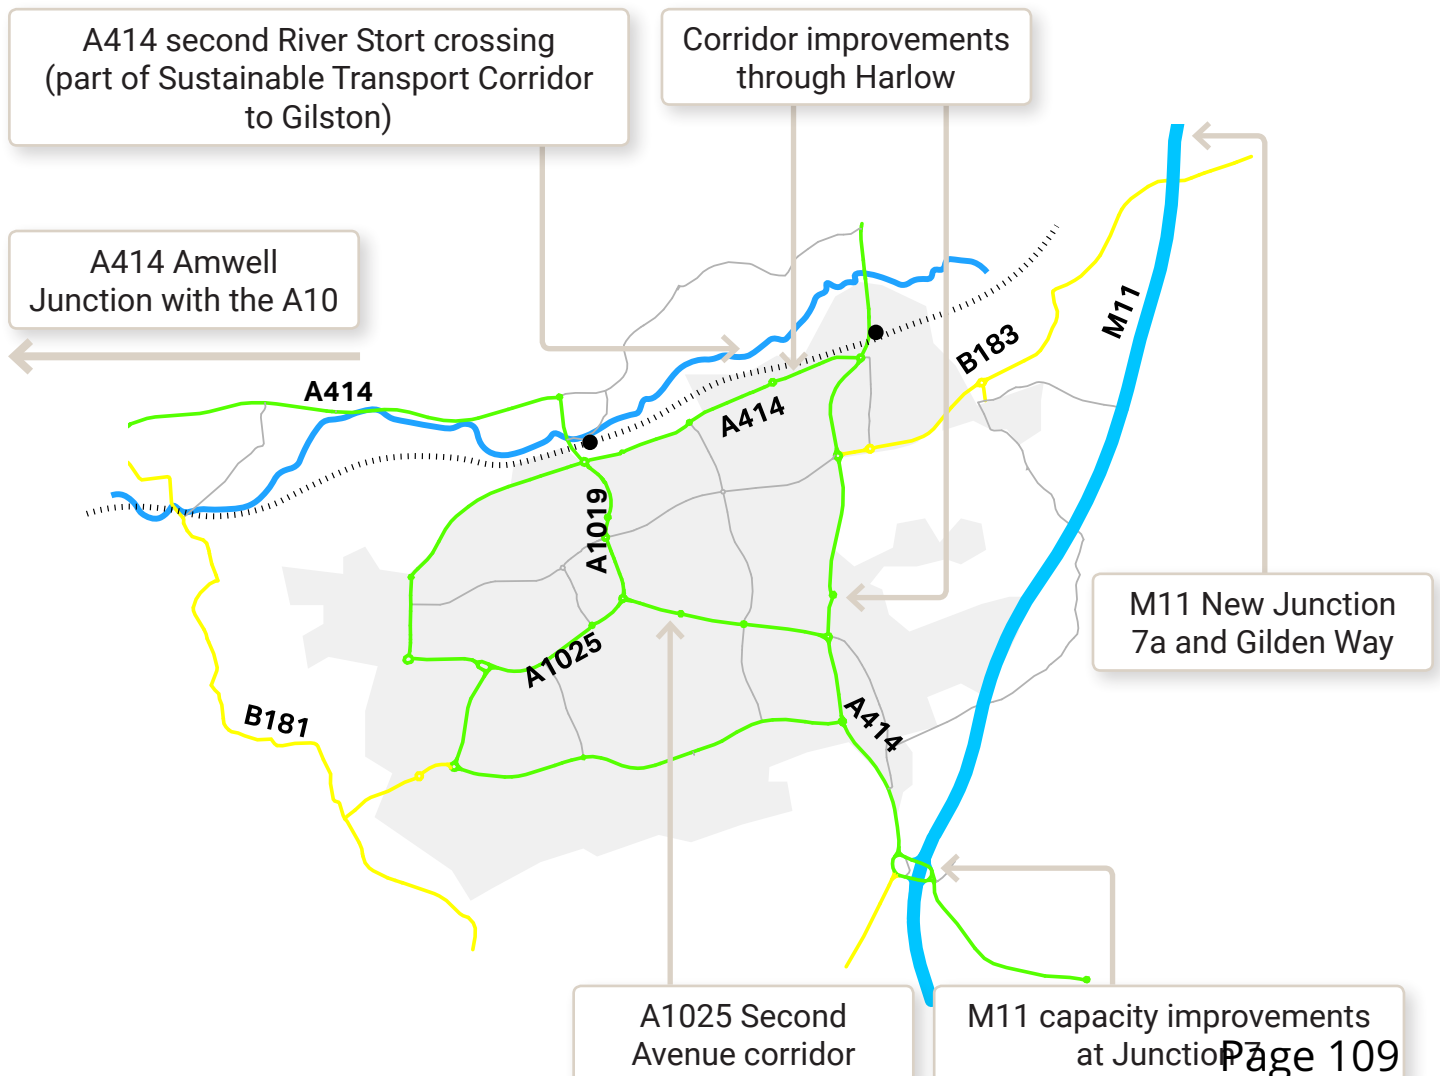 A414 second River Stort crossing
(part of Sustainable Transport Corridor
to Gilston)
Corridor improvements
through Harlow
A414 Amwell
Junction with the A10
A414
M11
B183
A414
A1019
M11 New Junction
7a and Gilden Way
A1025
B181
A414
A1025 Second
Avenue corridor
M11 capacity improvements
at Junction 7
Page 109